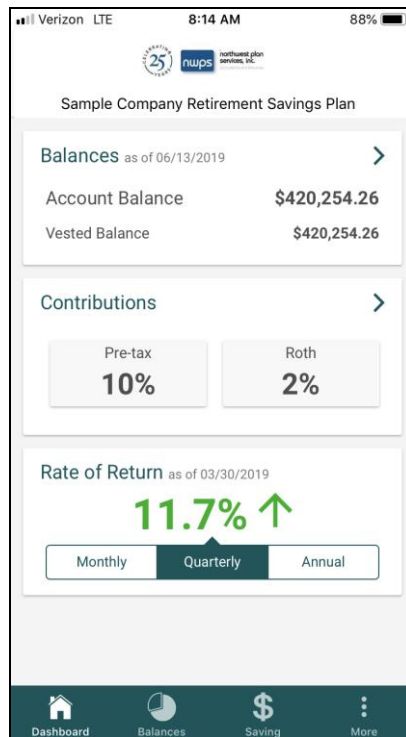 Verizon LTE 8:14 AM 88%
CELEBRATING
25
YEARS
nwps northwest plan
services, inc.
Sample Company Retirement Savings Plan
Balances as of 06/13/2019
Account Balance $420,254.26
Vested Balance $420,254.26
Contributions
Pre-tax Roth
10% 2%
Rate of Return as of 03/30/2019
11.7% ↑
Monthly Quarterly Annual
Dashboard Balances Saving More